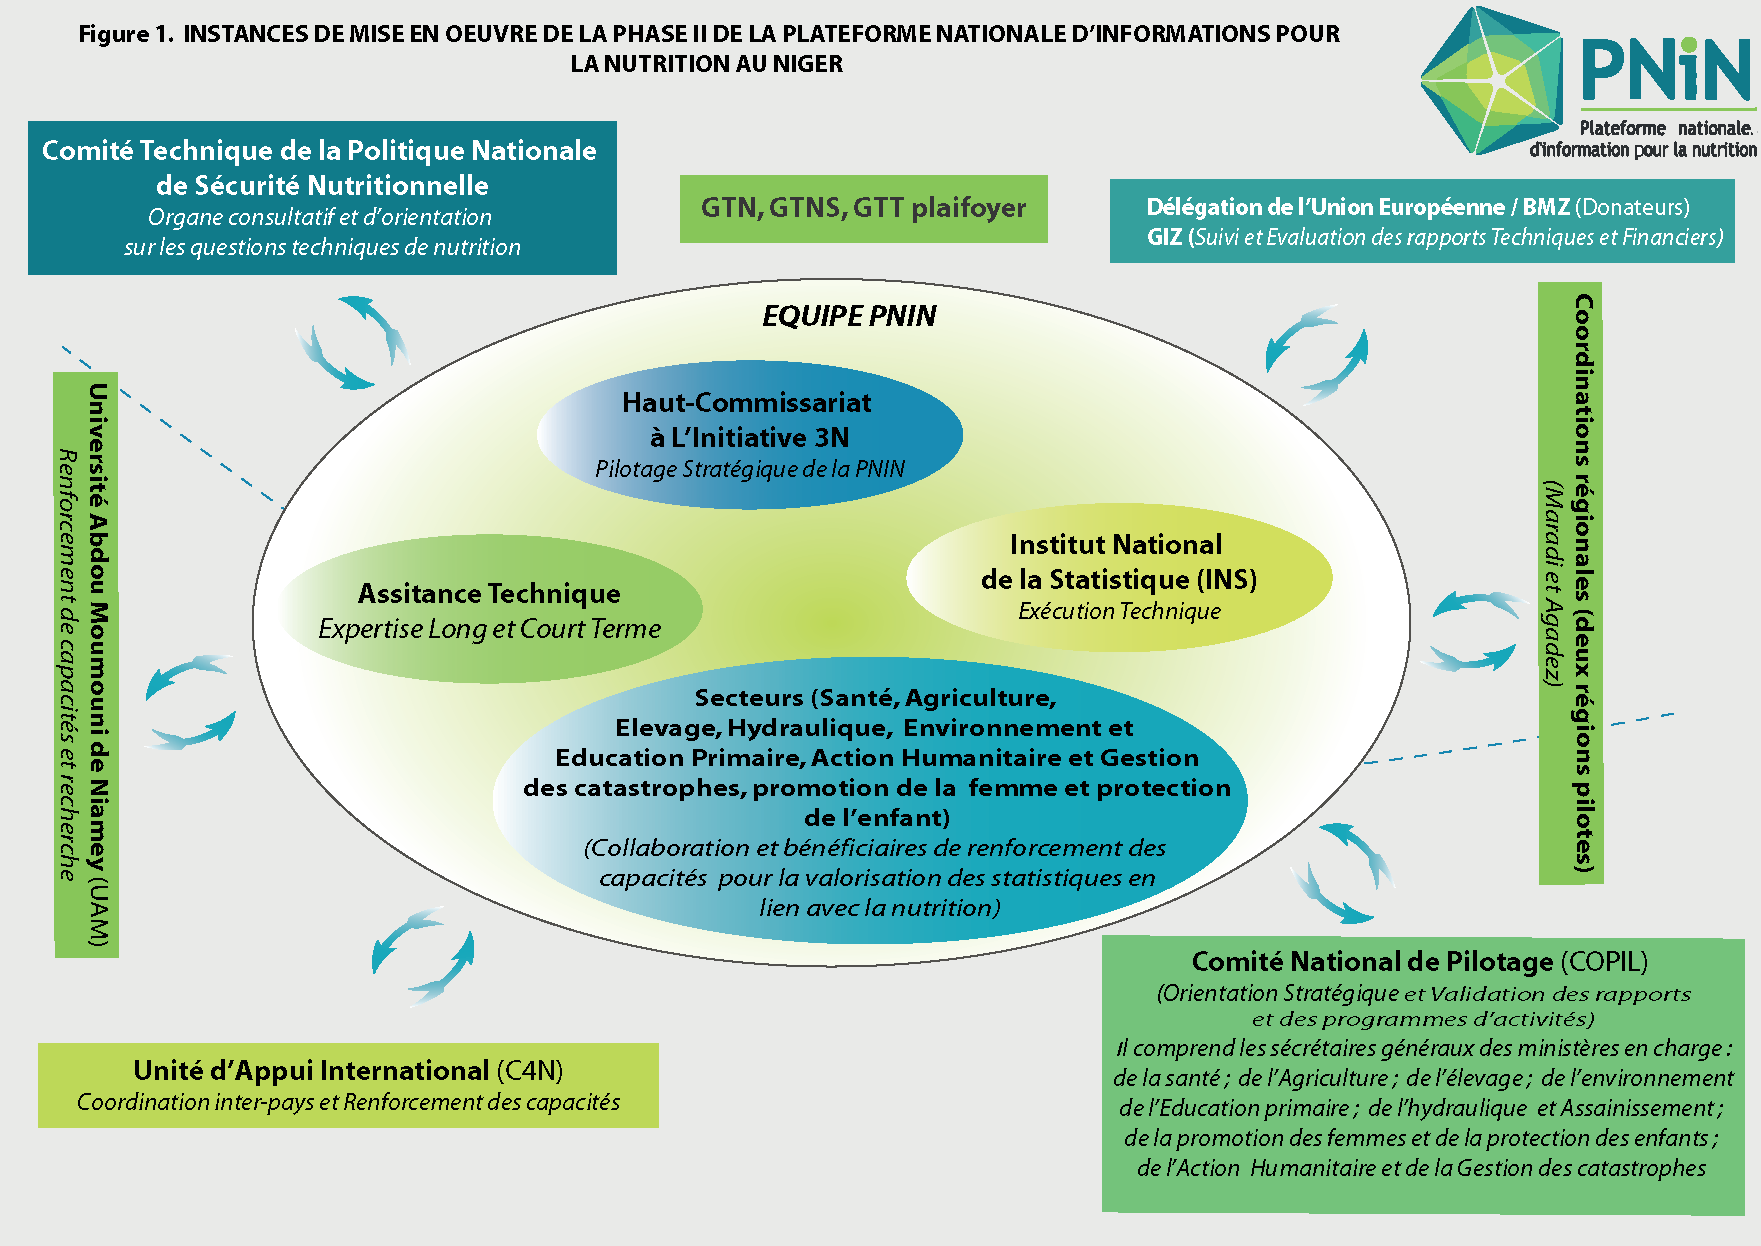 Figure 1.  INSTANCES DE MISE EN OEUVRE DE LA PHASE II DE LA PLATEFORME NATIONALE D’INFORMATIONS POUR
LA NUTRITION AU NIGER
PNiN
Plateforme nationale.
d'information pour la nutrition
Comité Technique de la Politique Nationale
de Sécurité Nutritionnelle
Organe consultatif et d’orientation
sur les questions techniques de nutrition
GTN, GTNS, GTT plaifoyer
Délégation de l’Union Européenne / BMZ (Donateurs)
GIZ (Suivi et Evaluation des rapports Techniques et Financiers)
EQUIPE PNIN
Haut-Commissariat
à L’Initiative 3N
Pilotage Stratégique de la PNIN
Institut National
de la Statistique (INS)
Exécution Technique
Assitance Technique
Expertise Long et Court Terme
Secteurs (Santé, Agriculture,
Elevage, Hydraulique, Environnement et
Education Primaire, Action Humanitaire et Gestion
des catastrophes, promotion de la femme et protection
de l’enfant)
(Collaboration et bénéficiaires de renforcement des
capacités pour la valorisation des statistiques en
lien avec la nutrition)
Université Abdou Moumouni de Niamey (UAM)
Renforcement de capacités et recherche
Coordinations régionales (deux régions pilotes)
(Maradi et Agadez)
Unité d’Appui International (C4N)
Coordination inter-pays et Renforcement des capacités
Comité National de Pilotage (COPIL)
(Orientation Stratégique et Validation des rapports
et des programmes d’activités)
Il comprend les sécrétaires généraux des ministères en charge :
de la santé ; de l’Agriculture ; de l’élevage ; de l’environnement
de l’Education primaire ; de l’hydraulique et Assainissement ;
de la promotion des femmes et de la protection des enfants ;
de l’Action Humanitaire et de la Gestion des catastrophes